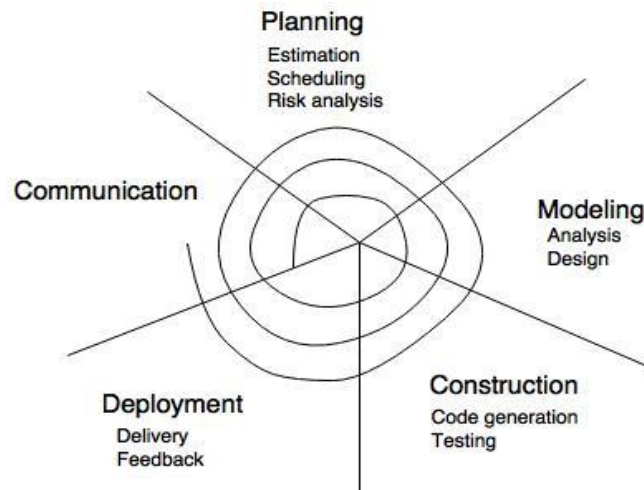 Planning
Estimation
Scheduling
Risk analysis
Communication
Modeling
Analysis
Design
Construction
Code generation
Testing
Deployment
Delivery
Feedback